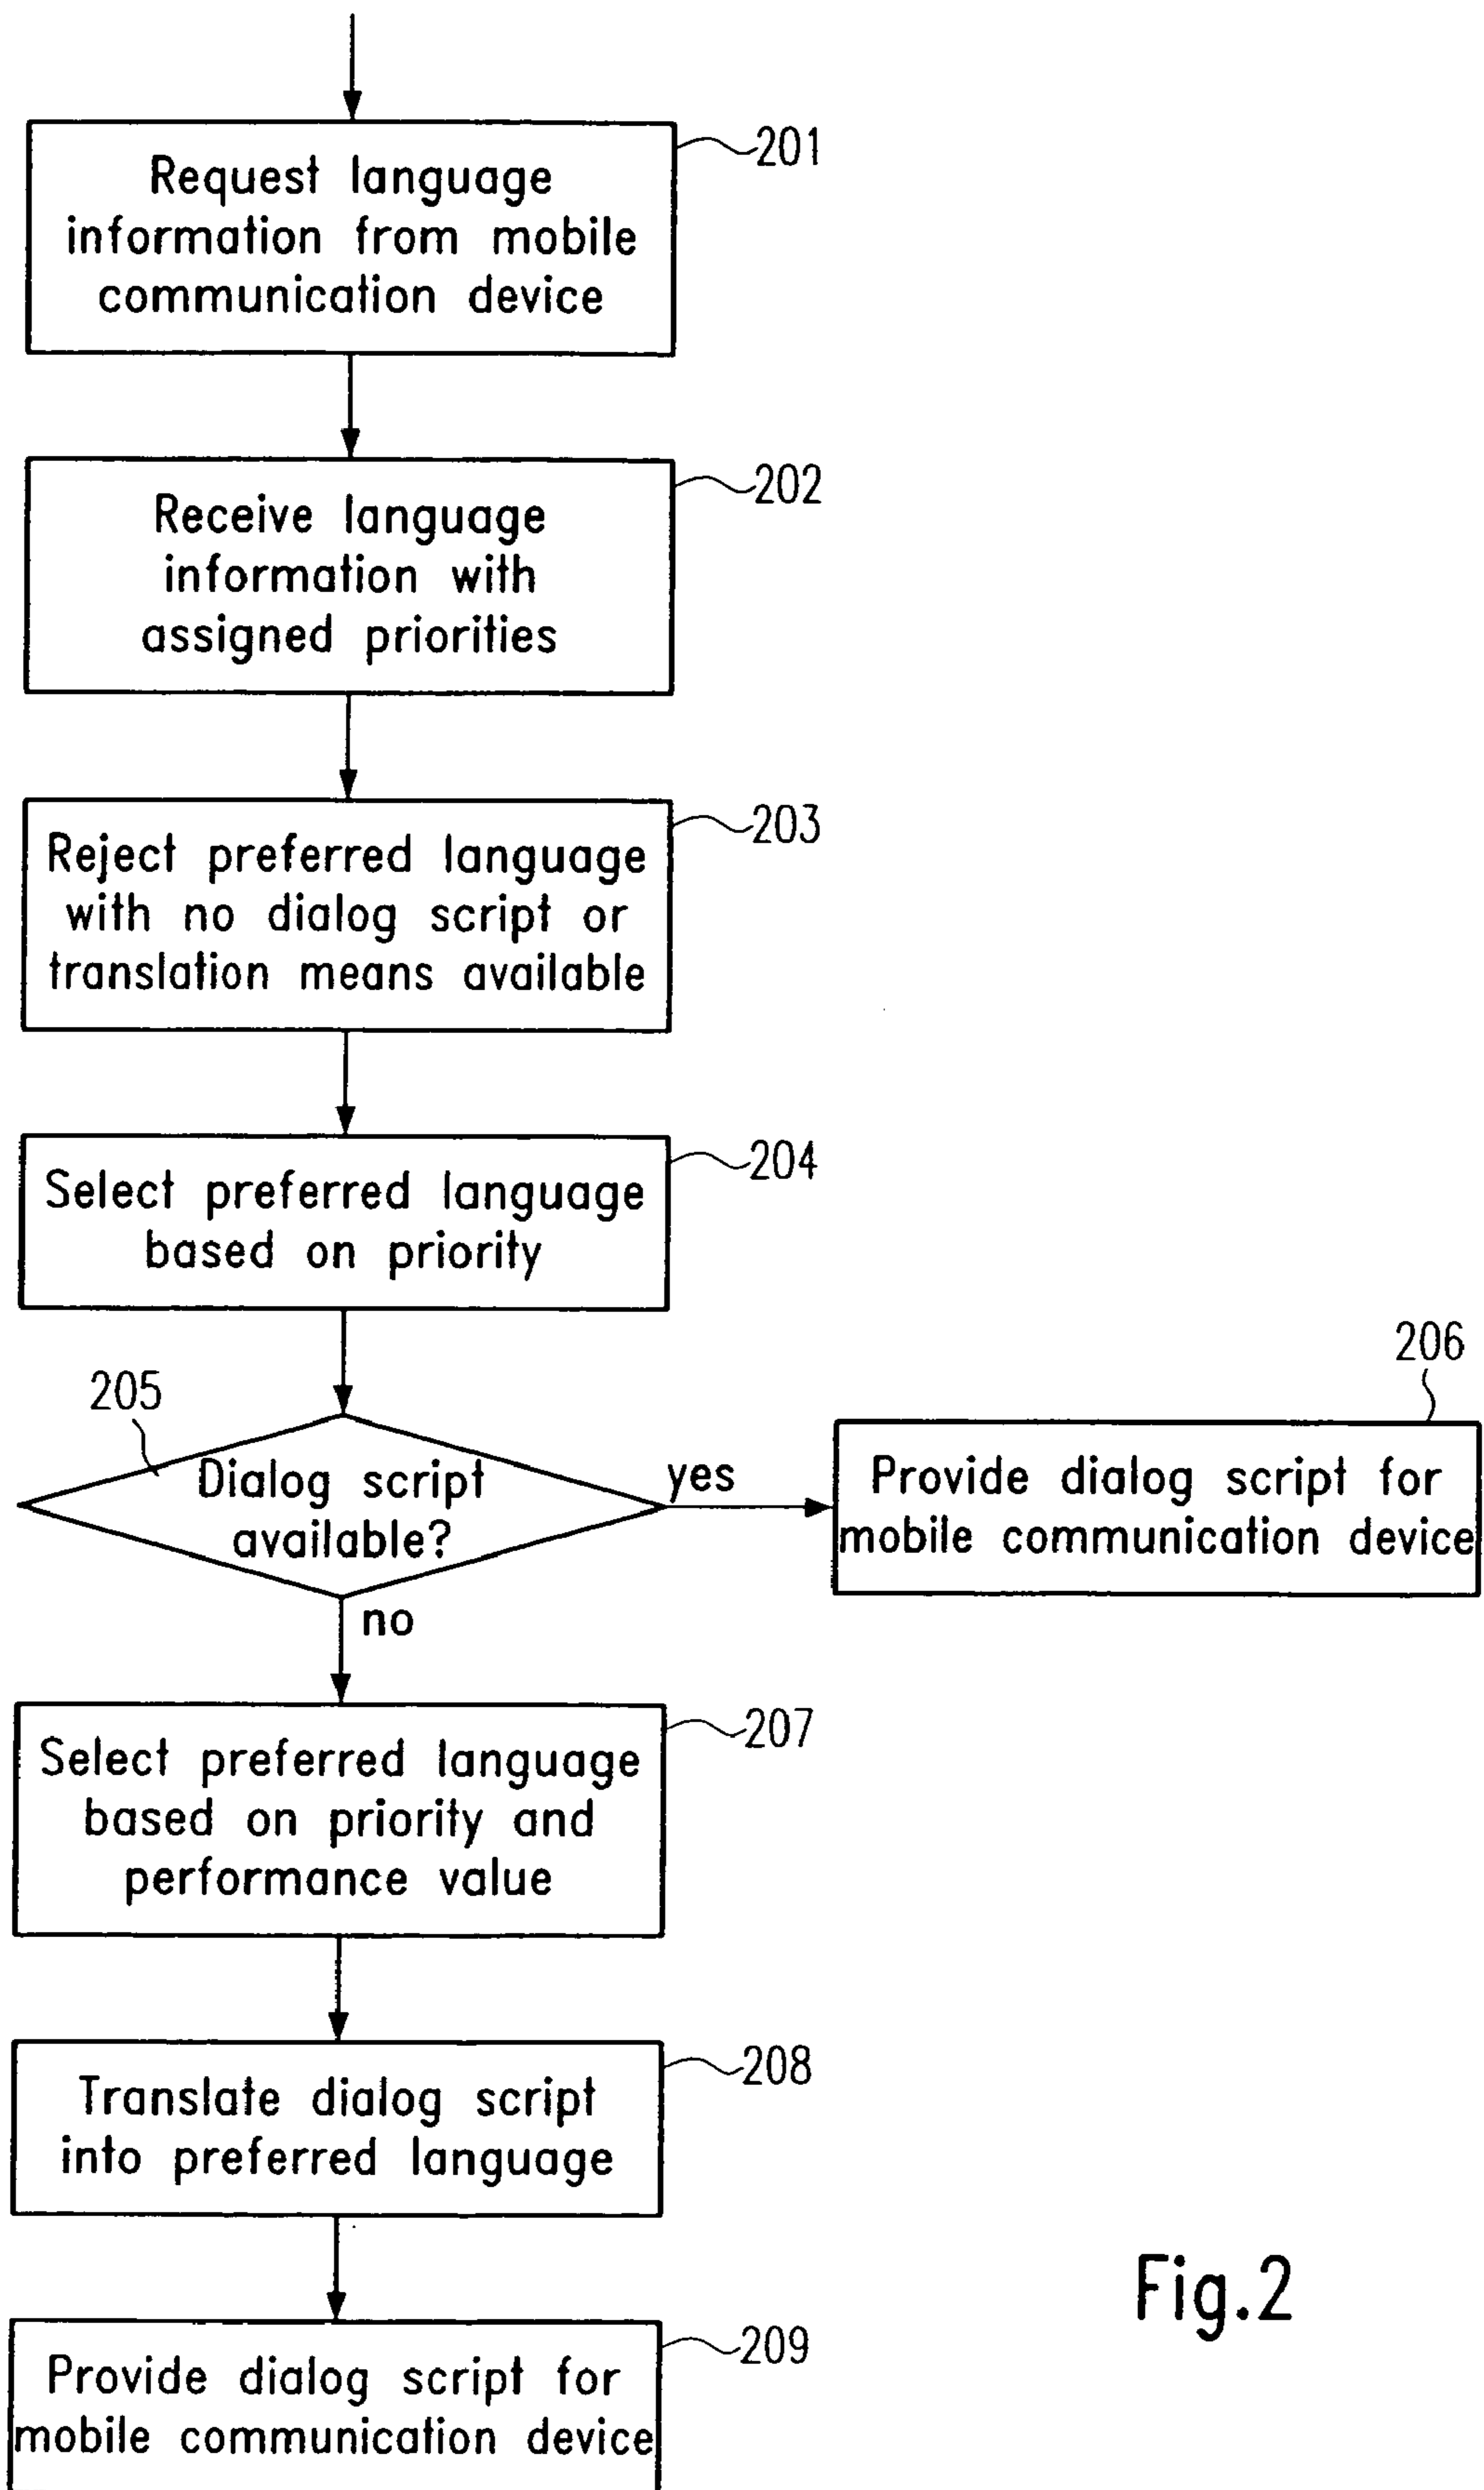 201
Request language
information from mobile
communication device
202
Receive language
information with
assigned priorities
203
Reject preferred language
with no dialog script or
translation means available
204
Select preferred language
based on priority
205
Dialog script
available?
yes
206
Provide dialog script for
mobile communication device
no
207
Select preferred language
based on priority and
performance value
208
Translate dialog script
into preferred language
209
Provide dialog script for
mobile communication device
Fig.2